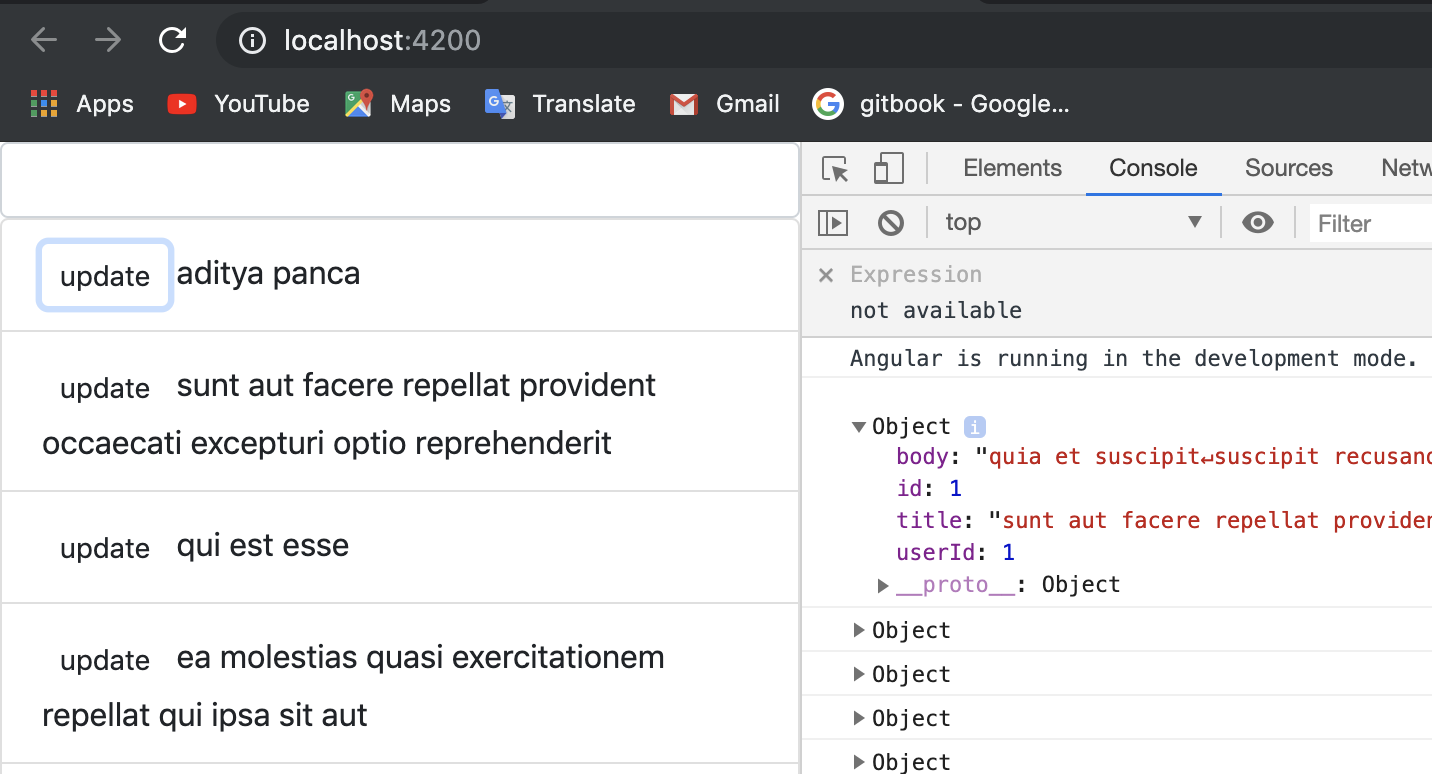 localhost:4200
Apps YouTube Maps Translate Gmail gitbook - Google...
update aditya panca
update sunt aut facere repellat provident
occaecati excepturi optio reprehenderit
update qui est esse
update ea molestias quasi exercitationem
repellat qui ipsa sit aut
Elements Console Sources Netw
top Filter
Expression
not available
Angular is running in the development mode.
Object i
body: "quia et suscipit↵suscipit recusand
id: 1
title: "sunt aut facere repellat providen
userId: 1
__proto__: Object
Object
Object
Object
Object